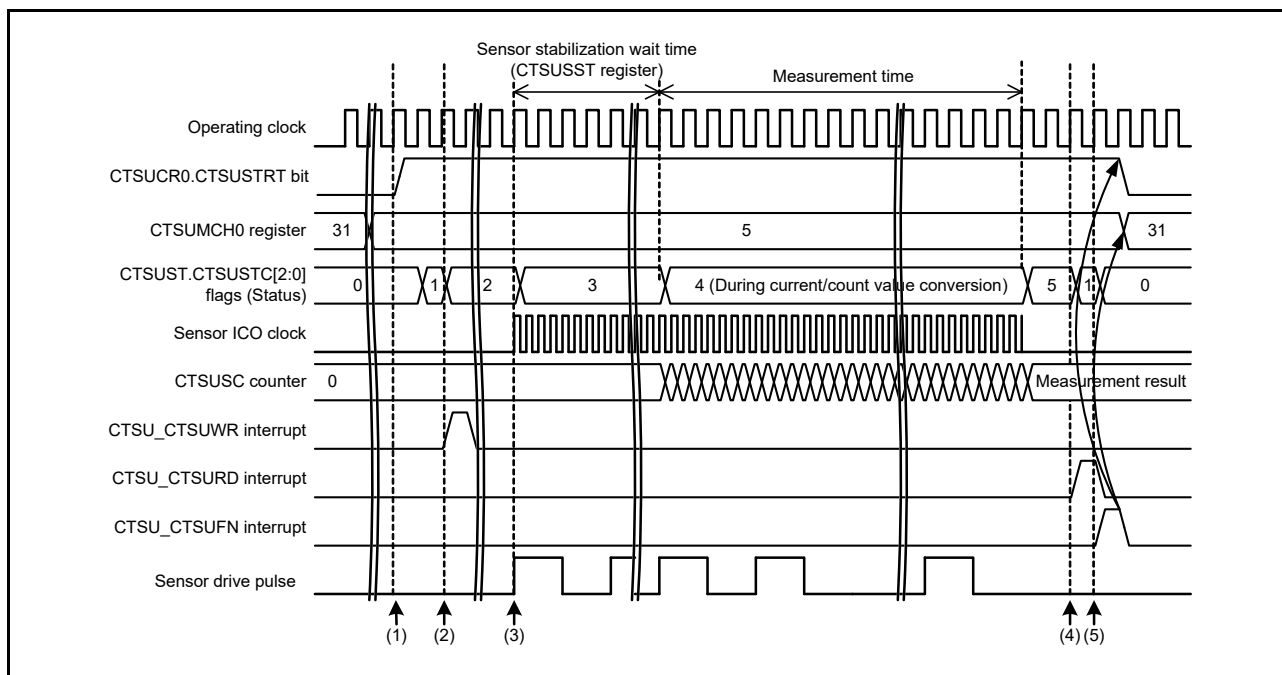 Sensor stabilization wait time
(CTSUSST register)
Measurement time
Operating clock
CTSUCR0.CTSUSTRT bit
CTSUMCH0 register
31
5
31
CTSUST.CTSUSTC[2:0]
flags (Status)
0
1
2
3
4 (During current/count value conversion)
5
1
0
Sensor ICO clock
CTSUSC counter
0
Measurement result
CTSU_CTSUWR interrupt
CTSU_CTSURD interrupt
CTSU_CTSUFN interrupt
Sensor drive pulse
(1)
(2)
(3)
(4)
(5)